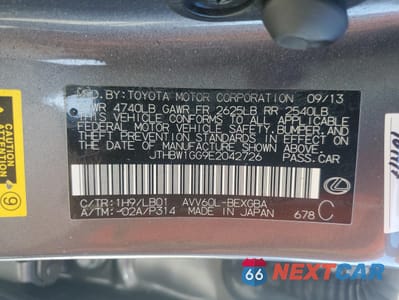 MFD. BY: TOYOTA MOTOR CORPORATION 09/13
GVWR 4740LB GAWR FR 2625LB RR 2540LB
THIS VEHICLE CONFORMS TO ALL APPLICABLE
FEDERAL MOTOR VEHICLE SAFETY, BUMPER, AND
THEFT PREVENTION STANDARDS IN EFFECT ON
THE DATE OF MANUFACTURE SHOWN ABOVE.
JTHBW1GG9E2042726 PASS.CAR
C/TR: 1H9/LB01 AVV60L-BEXGBA
A/TM: -02A/P314 MADE IN JAPAN 678 C
ATTENTION
66 NEXTBIDCAR.COM